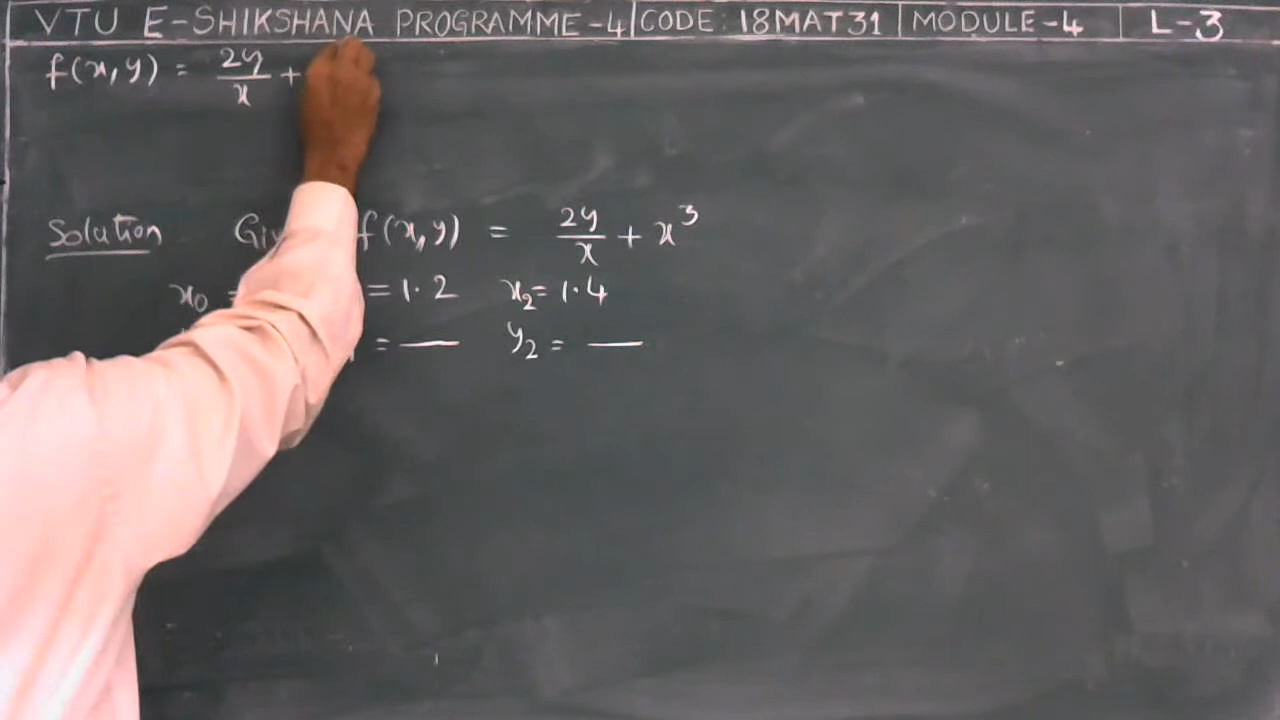 VTU E-SHIKSHANA PROGRAMME-4 CODE: 18MAT31 MODULE-4 L-3
f(x,y) = 2y/x +
Solution f(x,y) = 2y/x + x³
x₀ = 1.2 x₂ = 1.4
= — y₂ = —